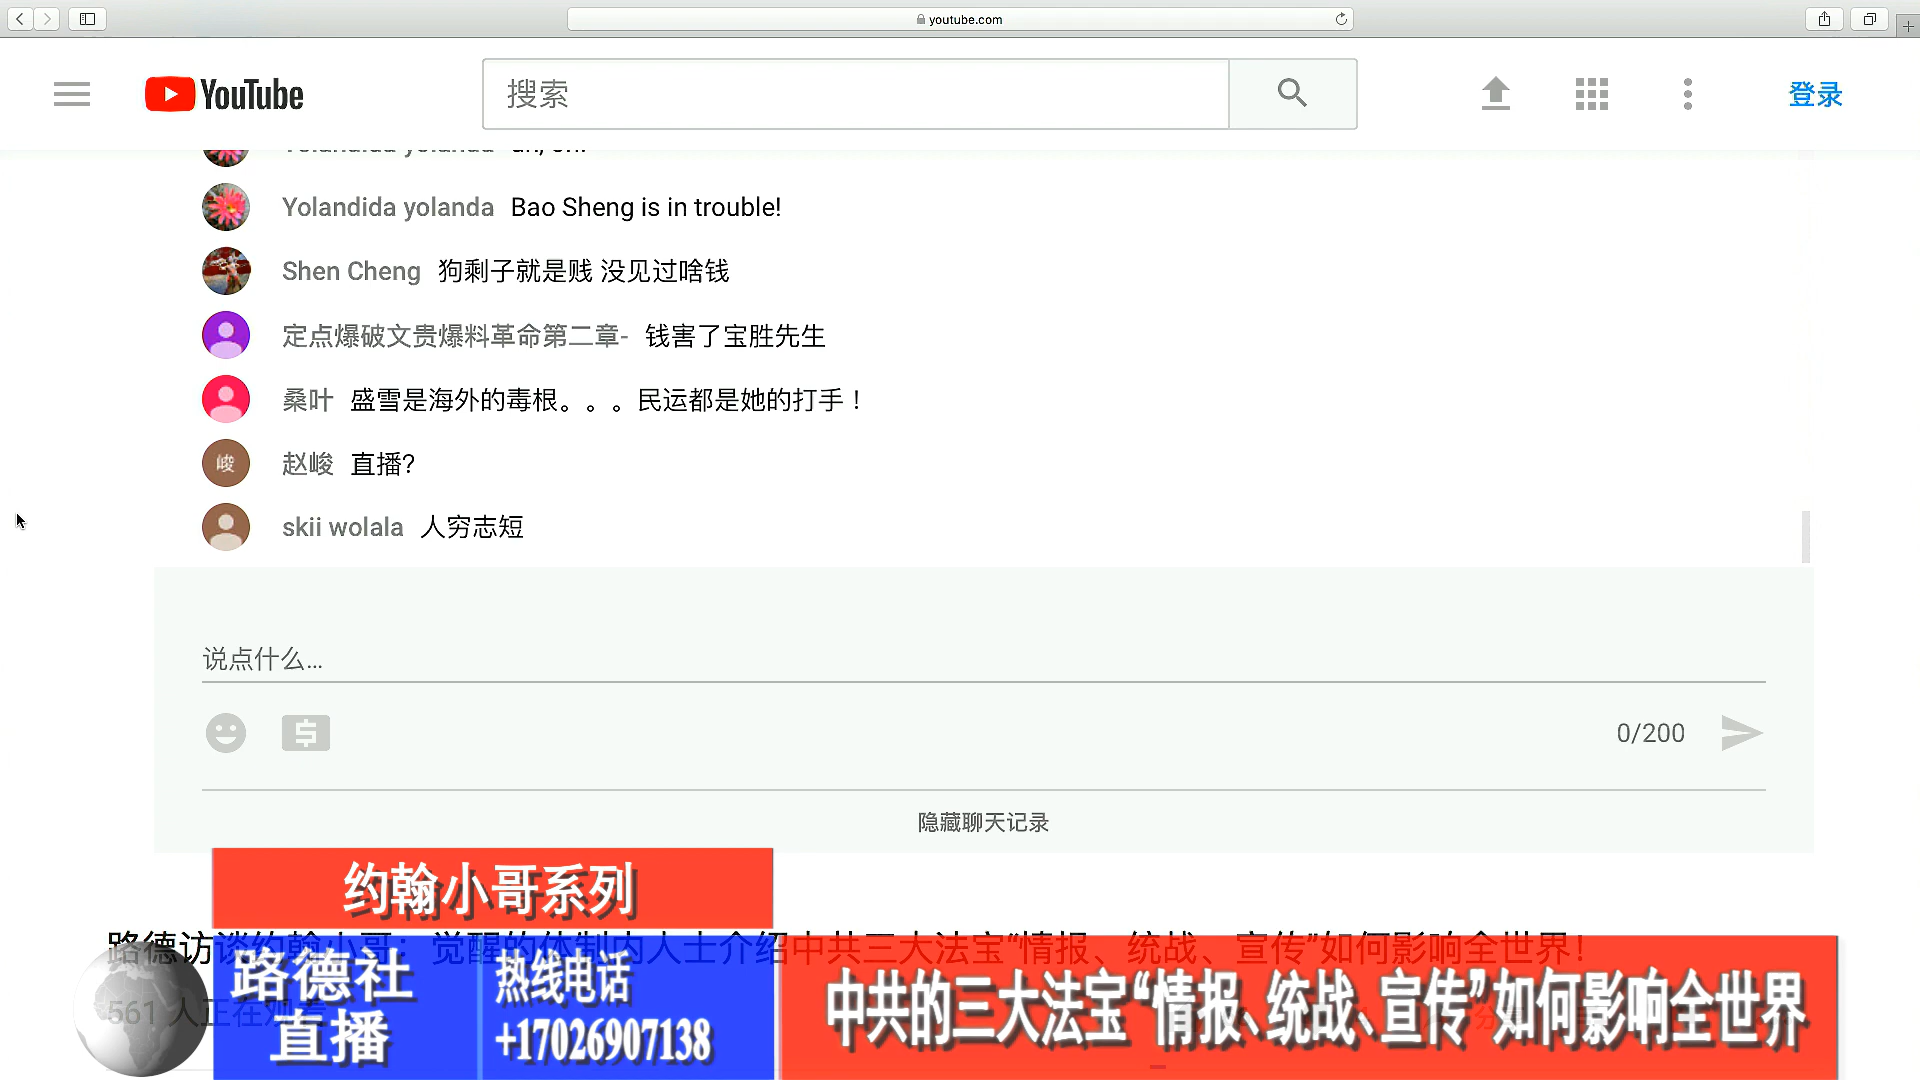 youtube.com
YouTube
搜索
登录
Yolandida yolanda
Yolandida yolanda Bao Sheng is in trouble!
Shen Cheng 狗剩子就是贱 没见过啥钱
定点爆破文贵爆料革命第二章- 钱害了宝胜先生
桑叶 盛雪是海外的毒根。。。民运都是她的打手！
峻 赵峻 直播?
skii wolala 人穷志短
说点什么...
0/200
隐藏聊天记录
约翰小哥系列
路德访谈约翰小哥：觉醒的体制内人士介绍中共三大法宝“情报、统战、宣传”如何影响全世界！
561 人正在观看
路德社
直播
热线电话
+17026907138
中共的三大法宝“情报、统战、宣传”如何影响全世界